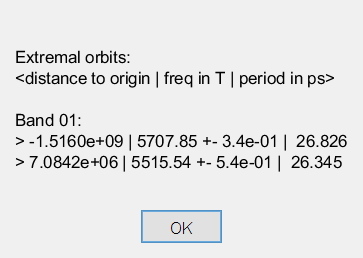 Extremal orbits:
<distance to origin | freq in T | period in ps>
Band 01:
> -1.5160e+09 | 5707.85 +- 3.4e-01 | 26.826
> 7.0842e+06 | 5515.54 +- 5.4e-01 | 26.345
OK